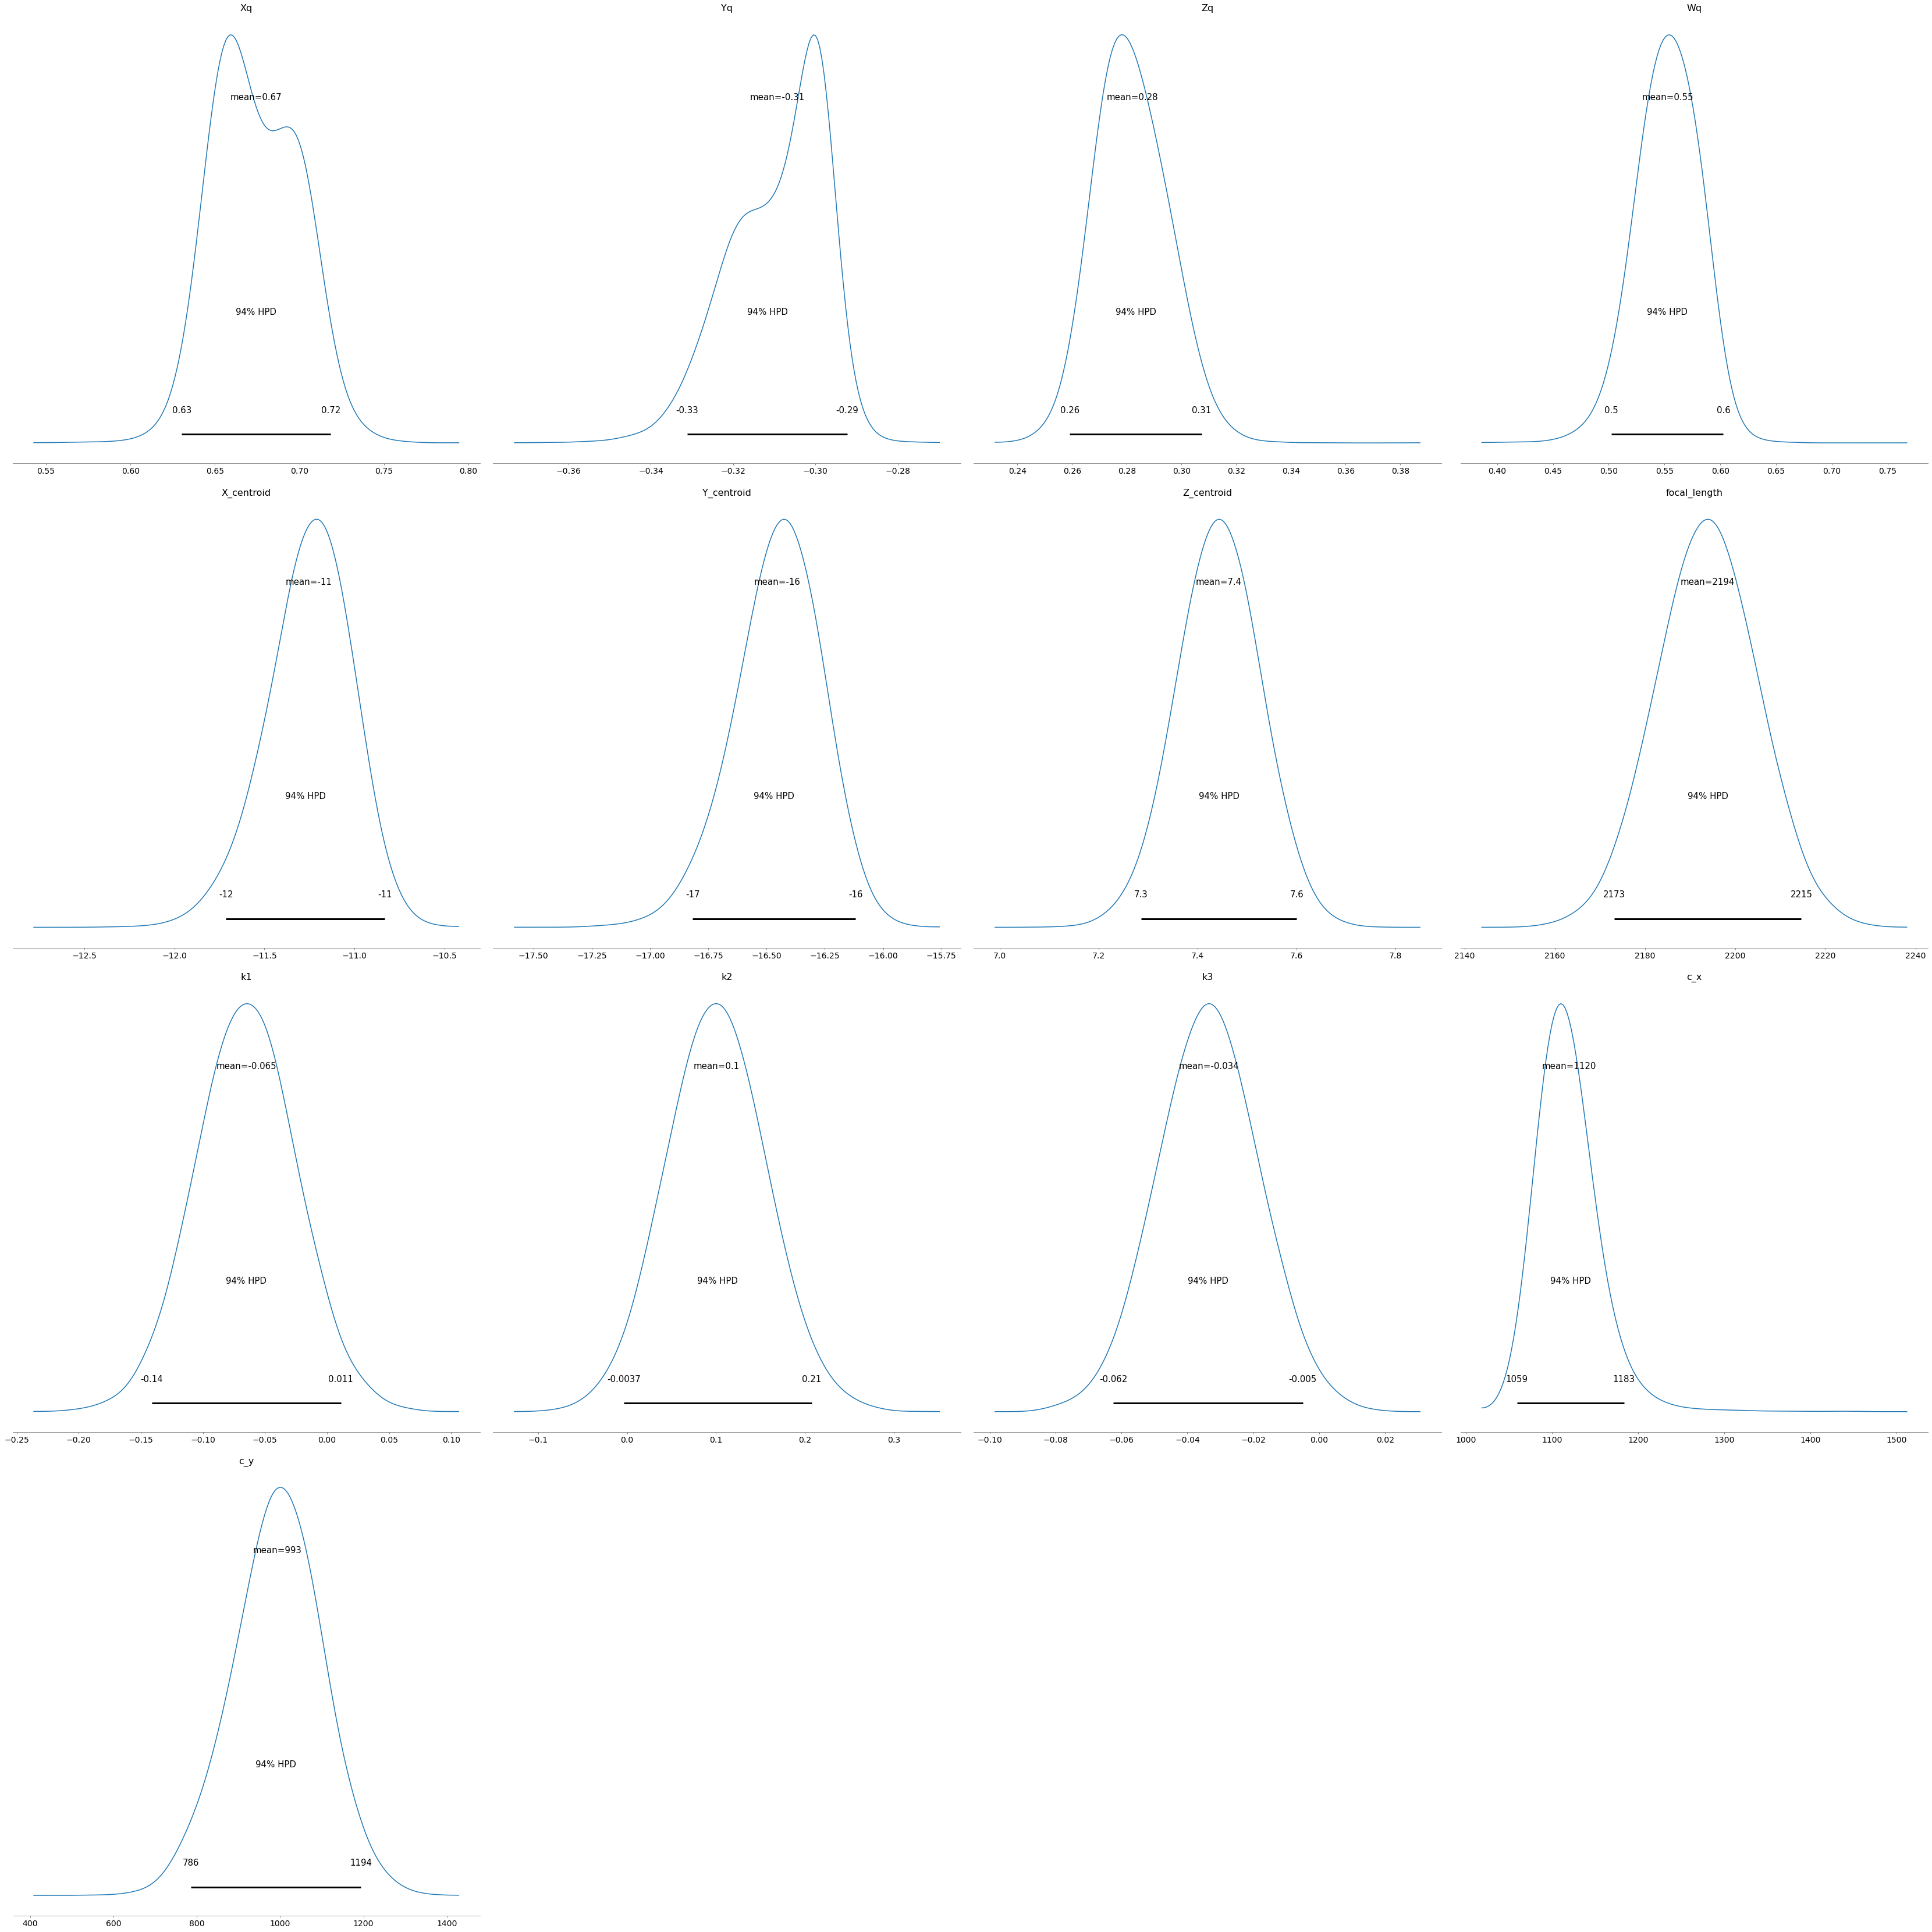 Xq Yq Zq Wq
mean=0.67 mean=-0.31 mean=0.28 mean=0.55
94% HPD 94% HPD 94% HPD 94% HPD
0.63 0.72 -0.33 -0.29 0.26 0.31 0.5 0.6
0.55 0.60 0.65 0.70 0.75 0.80 −0.36 −0.34 −0.32 −0.30 −0.28 0.24 0.26 0.28 0.30 0.32 0.34 0.36 0.38 0.40 0.45 0.50 0.55 0.60 0.65 0.70 0.75
X_centroid Y_centroid Z_centroid focal_length
mean=-11 mean=-16 mean=7.4 mean=2194
94% HPD 94% HPD 94% HPD 94% HPD
-12 -11 -17 -16 7.3 7.6 2173 2215
−12.5 −12.0 −11.5 −11.0 −10.5 −17.50 −17.25 −17.00 −16.75 −16.50 −16.25 −16.00 −15.75 7.0 7.2 7.4 7.6 7.8 2140 2160 2180 2200 2220 2240
k1 k2 k3 c_x
mean=-0.065 mean=0.1 mean=-0.034 mean=1120
94% HPD 94% HPD 94% HPD 94% HPD
-0.14 0.011 -0.0037 0.21 -0.062 -0.005 1059 1183
−0.25 −0.20 −0.15 −0.10 −0.05 0.00 0.05 0.10 −0.1 0.0 0.1 0.2 0.3 −0.10 −0.08 −0.06 −0.04 −0.02 0.00 0.02 1000 1100 1200 1300 1400 1500
c_y
mean=993
94% HPD
786 1194
400 600 800 1000 1200 1400